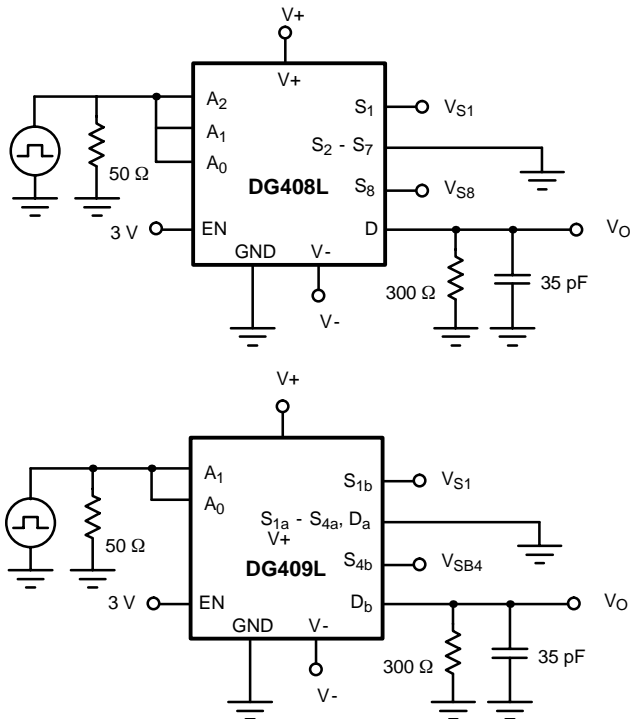 V+
V+
A2
S1
VS1
A1
S2 - S7
A0
50 Ω
DG408L
S8
VS8
3 V
EN
D
VO
GND
V-
300 Ω
35 pF
V-
V+
A1
S1b
VS1
A0
S1a - S4a, Da
V+
50 Ω
S4b
VSB4
DG409L
3 V
EN
Db
VO
GND
V-
300 Ω
35 pF
V-